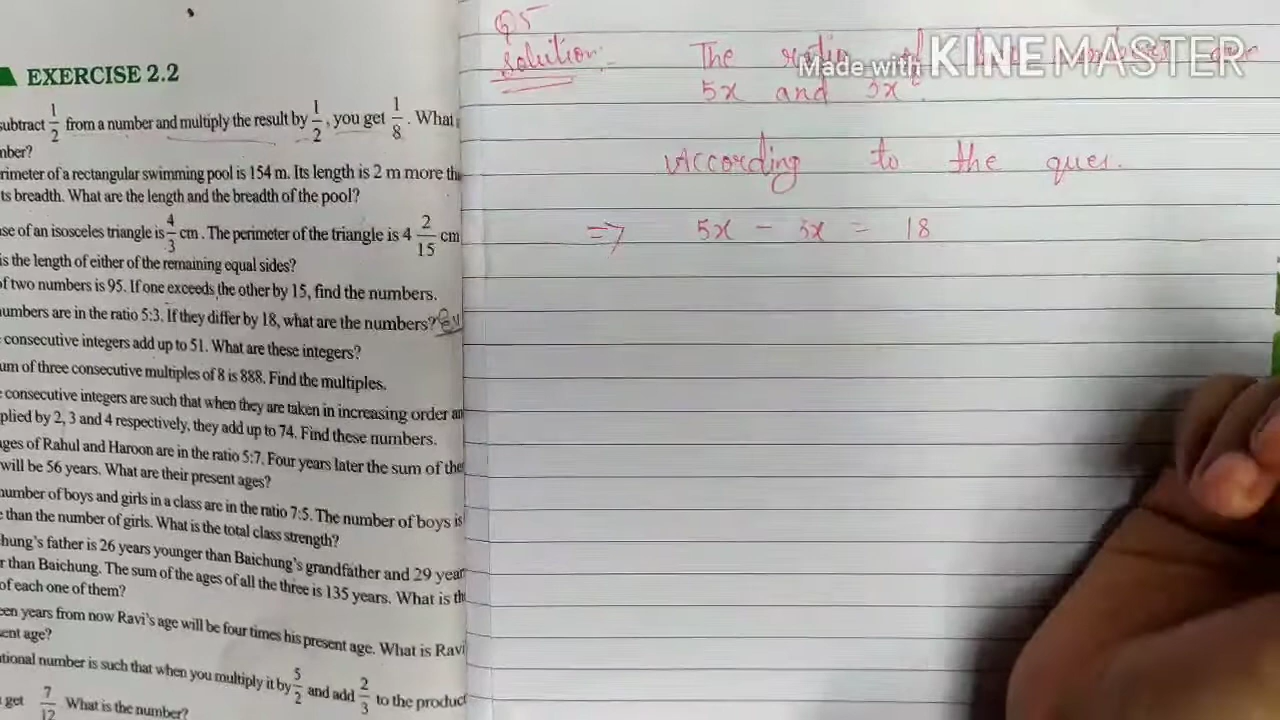 EXERCISE 2.2
subtract 1/2 from a number and multiply the result by 1/2, you get 1/8. What
mber?
rimeter of a rectangular swimming pool is 154 m. Its length is 2 m more tha
ts breadth. What are the length and the breadth of the pool?
se of an isosceles triangle is 4/3 cm. The perimeter of the triangle is 4 2/15 cm
is the length of either of the remaining equal sides?
of two numbers is 95. If one exceeds the other by 15, find the numbers.
umbers are in the ratio 5:3. If they differ by 18, what are the numbers?
consecutive integers add up to 51. What are these integers?
um of three consecutive multiples of 8 is 888. Find the multiples.
consecutive integers are such that when they are taken in increasing order an
plied by 2, 3 and 4 respectively, they add up to 74. Find these numbers.
ages of Rahul and Haroon are in the ratio 5:7. Four years later the sum of the
will be 56 years. What are their present ages?
number of boys and girls in a class are in the ratio 7:5. The number of boys is
than the number of girls. What is the total class strength?
hung's father is 26 years younger than Baichung's grandfather and 29 year
r than Baichung. The sum of the ages of all the three is 135 years. What is th
of each one of them?
een years from now Ravi's age will be four times his present age. What is Ravi
sent age?
ational number is such that when you multiply it by 5/2 and add 2/3 to the product
get 7/12 What is the number?
Q5
solution:-
The ratio of
5x and 3x.
According to the ques.
=> 5x - 3x = 18
Made with KINEMASTER